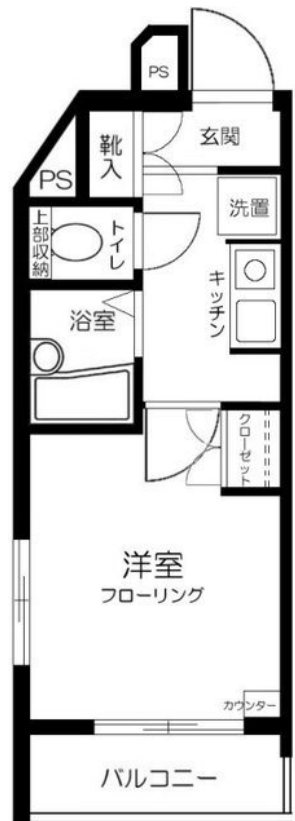 PS
玄関
靴入
PS
洗置
上部収納
トイレ
キッチン
浴室
クローゼット
洋室
フローリング
カウンター
バルコニー